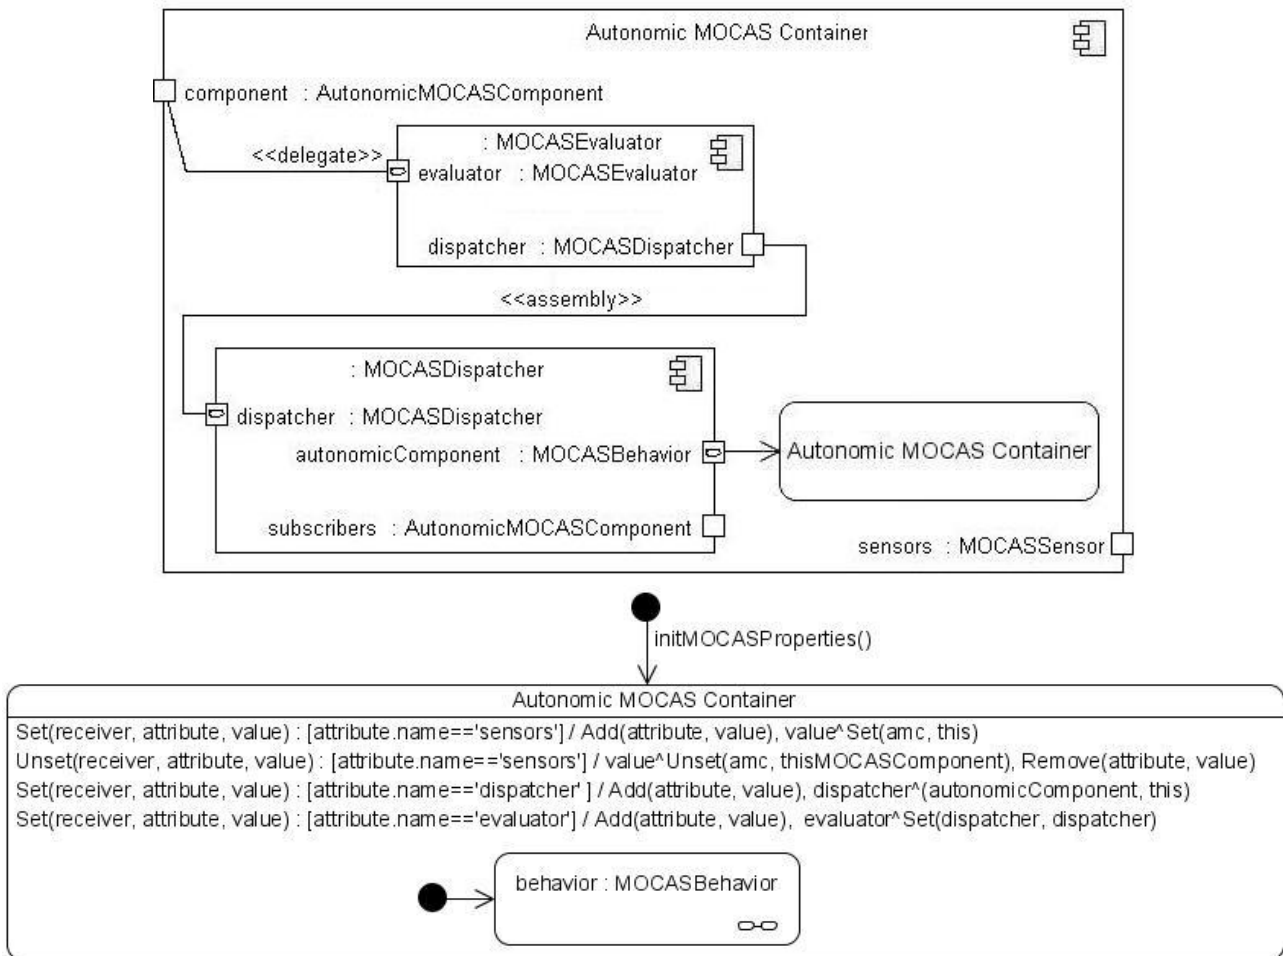 Autonomic MOCAS Container
component : AutonomicMOCASComponent
<<delegate>>
: MOCASEvaluator
evaluator : MOCASEvaluator
dispatcher : MOCASDispatcher
<<assembly>>
: MOCASDispatcher
dispatcher : MOCASDispatcher
autonomicComponent : MOCASBehavior
Autonomic MOCAS Container
subscribers : AutonomicMOCASComponent
sensors : MOCASSensor
initMOCASProperties()
Autonomic MOCAS Container
Set(receiver, attribute, value) : [attribute.name=='sensors'] / Add(attribute, value), value^Set(amc, this)
Unset(receiver, attribute, value) : [attribute.name=='sensors'] / value^Unset(amc, thisMOCASComponent), Remove(attribute, value)
Set(receiver, attribute, value) : [attribute.name=='dispatcher' ] / Add(attribute, value), dispatcher^(autonomicComponent, this)
Set(receiver, attribute, value) : [attribute.name=='evaluator'] / Add(attribute, value), evaluator^Set(dispatcher, dispatcher)
behavior : MOCASBehavior